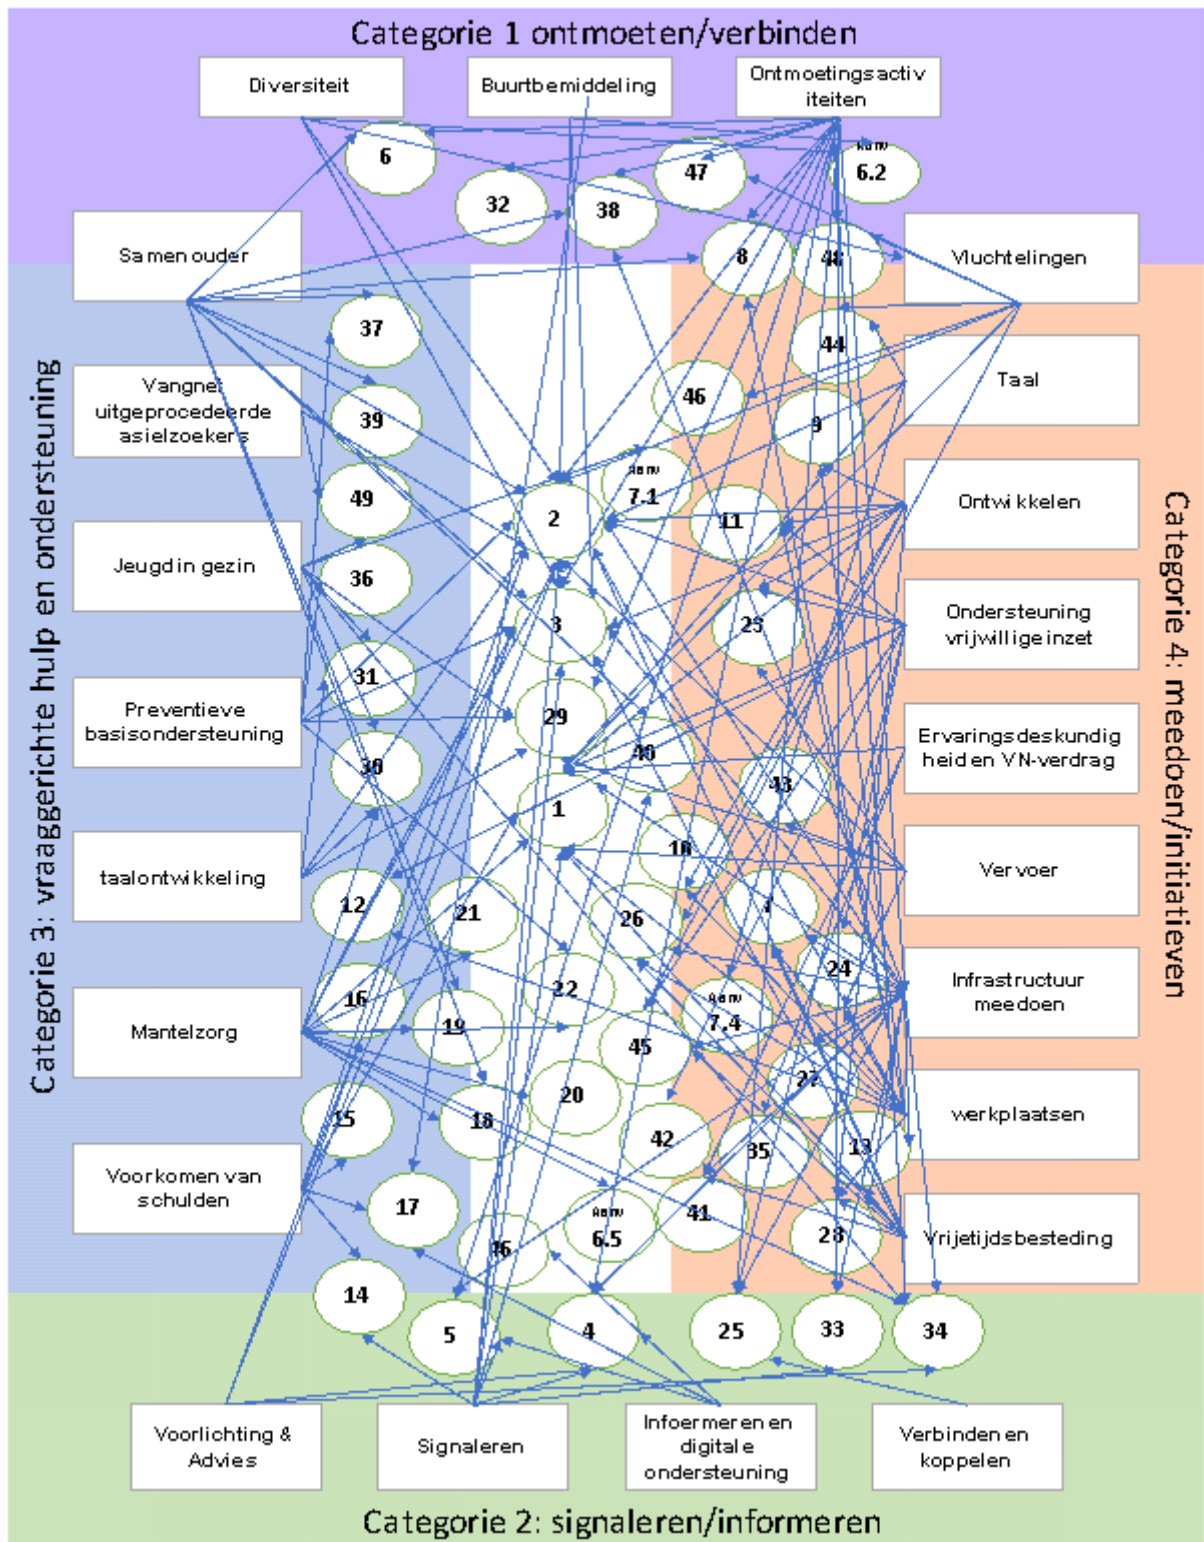 Categorie 1 ontmoeten/verbinden
Diversiteit
Buurtbemiddeling
Ontmoetingsactiv
iteiten
6
32
38
47
6.2
8
48
Samen ouder
Vluchtelingen
37
44
Taal
Vangnet
uitgeprocedeerde
asielzoekers
39
46
9
49
7.1
2
11
Ontwikkelen
Jeugd in gezin
36
3
23
Ondersteuning
vrijwillige inzet
31
29
40
Preventieve
basisondersteuning
30
1
43
Ervaringsdeskundig
heid en VN-verdrag
10
Vervoer
taalontwikkeling
12
21
26
7
Categorie 3: vraaggerichte hulp en ondersteuning
Categorie 4: meedoen/initiatieven
16
22
24
Infrastructuur
meedoen
Mantelzorg
19
45
7.4
20
27
werkplaatsen
15
18
42
35
13
Voorkomen van
schulden
17
6.5
41
28
Vrijetijdsbesteding
14
5
4
25
33
34
Voorlichting &
Advies
Signaleren
Infoermeren en
digitale
ondersteuning
Verbinden en
koppelen
Categorie 2: signaleren/informeren